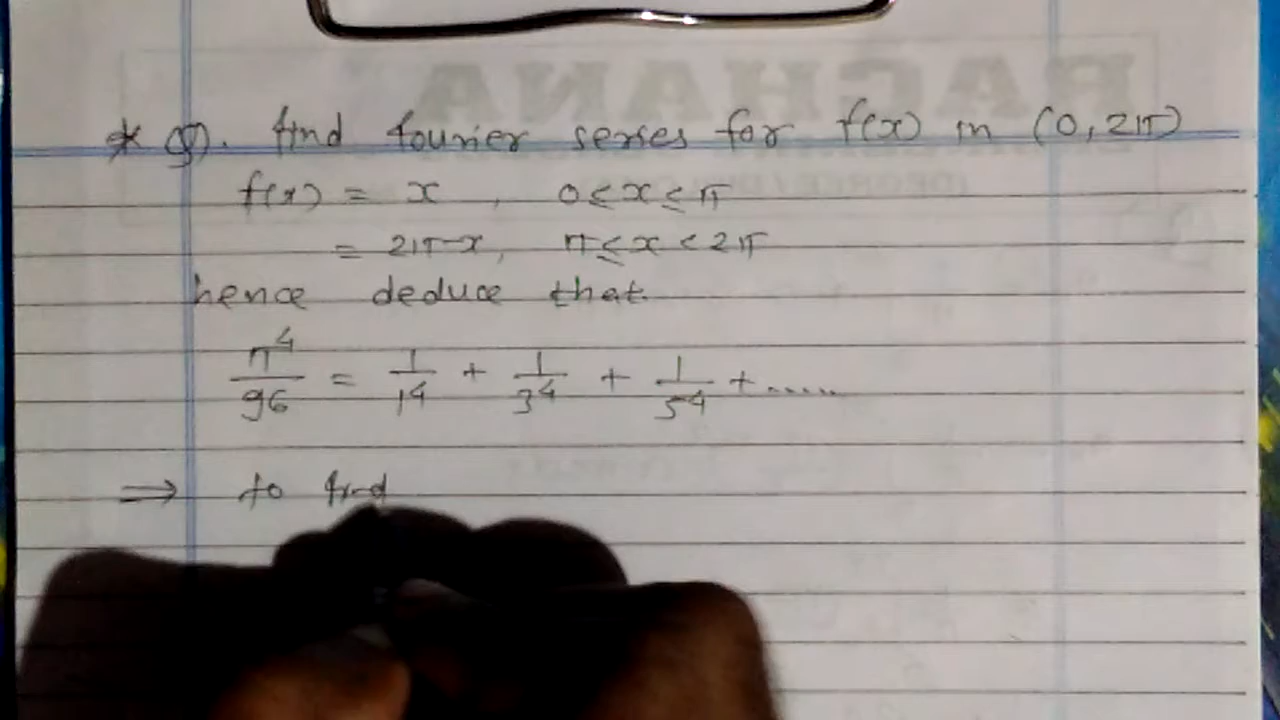 * Q). find fourier series for f(x) in (0, 2π)
f(x) = x , 0 ≤ x ≤ π
= 2π-x, π ≤ x < 2π
hence deduce that.
π⁴/96 = 1/1⁴ + 1/3⁴ + 1/5⁴ + .....
⇒ to find